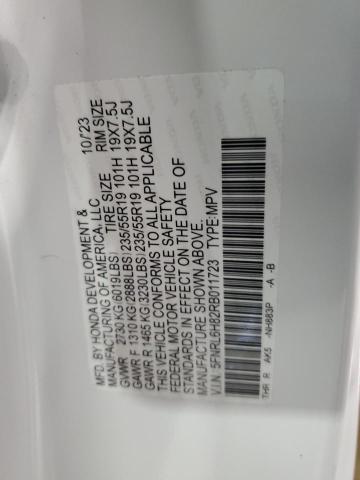 MFD. BY HONDA DEVELOPMENT & 10/'23
MANUFACTURING OF AMERICA, LLC
TIRE SIZE RIM SIZE
GVWR 2730 KG(6019LBS)
GAWR F 1310 KG(2888LBS) 235/55R19 101H 19X7.5J
GAWR R 1465 KG(3230LBS) 235/55R19 101H 19X7.5J
THIS VEHICLE CONFORMS TO ALL APPLICABLE
FEDERAL MOTOR VEHICLE SAFETY
STANDARDS IN EFFECT ON THE DATE OF
MANUFACTURE SHOWN ABOVE.
V.I.N. 5FNRL6H82RB011723 TYPE:MPV
THR R AK5 -NH883P -A -B